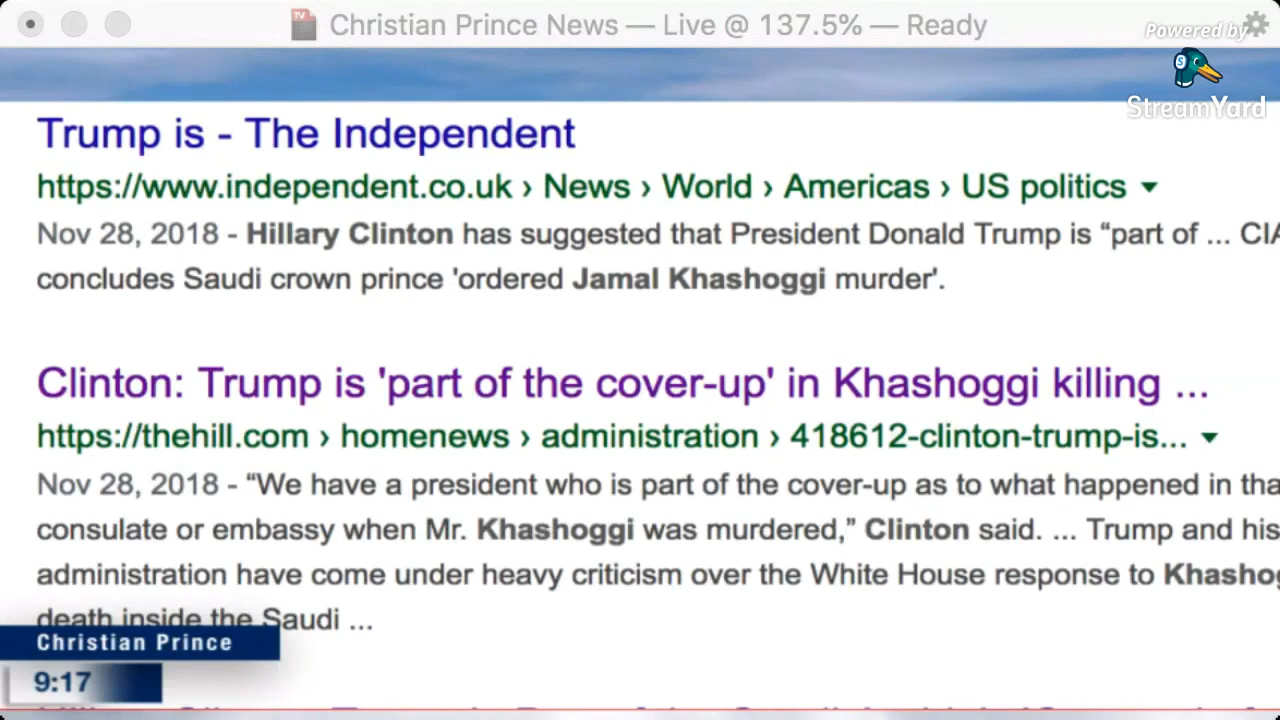 Christian Prince News — Live @ 137.5% — Ready
Powered by
StreamYard
Trump is - The Independent
https://www.independent.co.uk › News › World › Americas › US politics
Nov 28, 2018 - Hillary Clinton has suggested that President Donald Trump is “part of ... CIA
concludes Saudi crown prince 'ordered Jamal Khashoggi murder'.
Clinton: Trump is 'part of the cover-up' in Khashoggi killing ...
https://thehill.com › homenews › administration › 418612-clinton-trump-is...
Nov 28, 2018 - “We have a president who is part of the cover-up as to what happened in tha
consulate or embassy when Mr. Khashoggi was murdered,” Clinton said. ... Trump and his
administration have come under heavy criticism over the White House response to Khashog
death inside the Saudi ...
Christian Prince
9:17